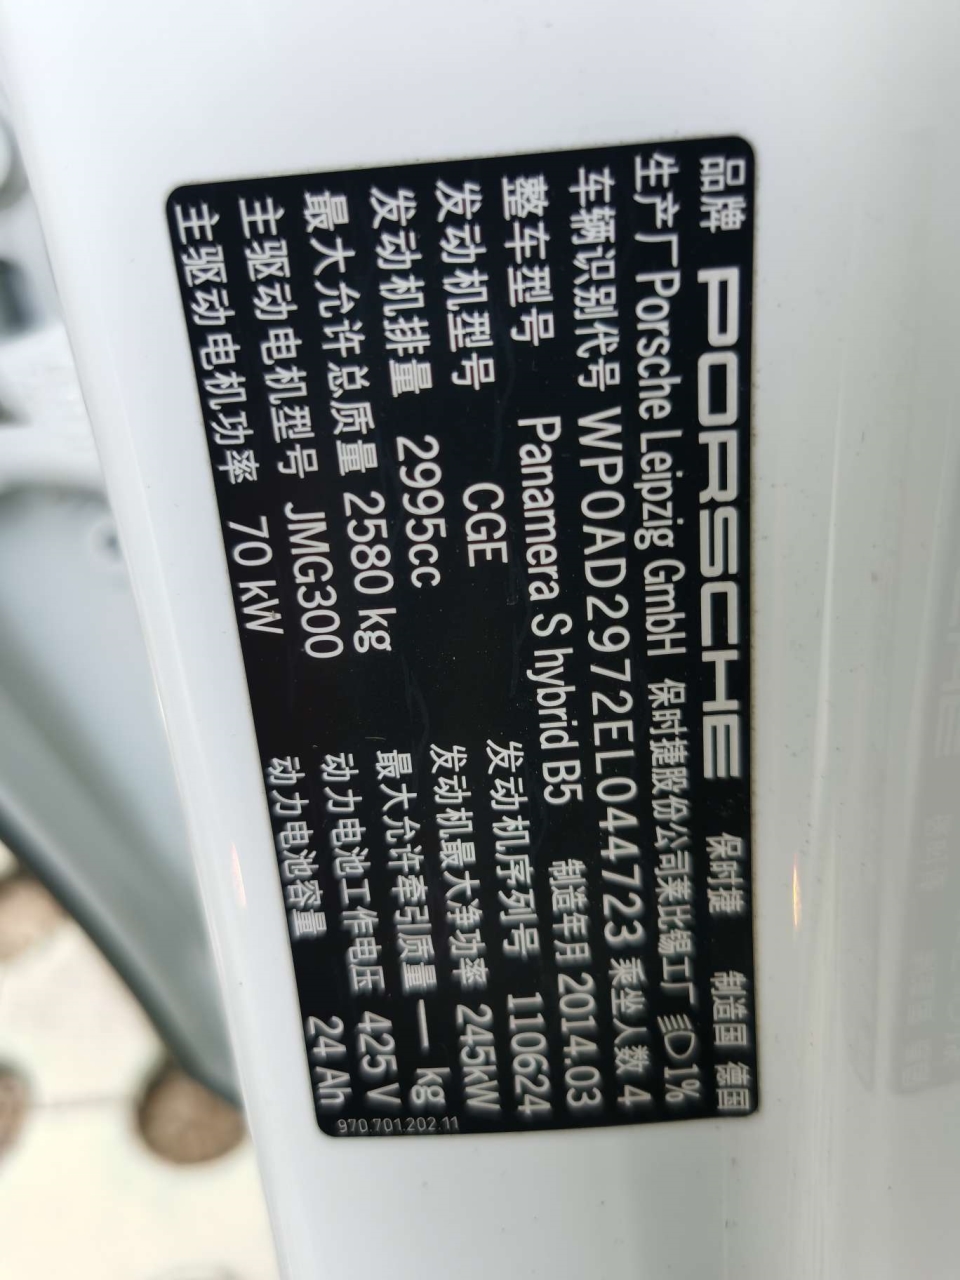 品牌 PORSCHE 保时捷 制造国 德国
生产厂 Porsche Leipzig GmbH 保时捷股份公司莱比锡工厂 1%
车辆识别代号 WP0AD2972EL044723 乘坐人数 4
整车型号 Panamera S hybrid B5 制造年月 2014.03
发动机型号 CGE 发动机序列号 110624
发动机排量 2995cc 发动机最大净功率 245kW
最大允许总质量 2580 kg 最大允许牵引质量 — kg
主驱动电机型号 JMG300 动力电池工作电压 425 V
主驱动电机功率 70 kW 动力电池容量 24 Ah
970.701.202.11